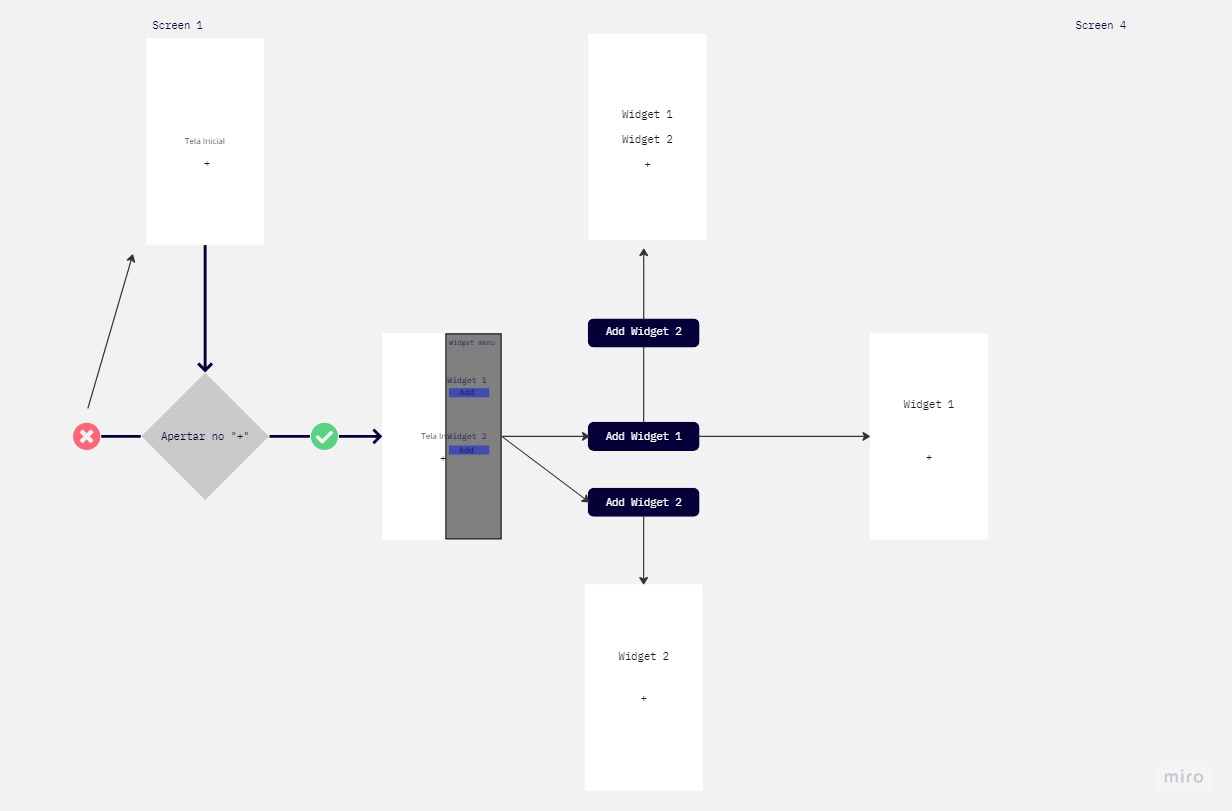 Screen 1
Screen 4
Tela Inicial
+
Widget 1
Widget 2
+
Apertar no "+"
Tela In
+
Widget menu
Widget 1
Add
Widget 2
Add
Add Widget 2
Add Widget 1
Add Widget 2
Widget 1
+
Widget 2
+
miro